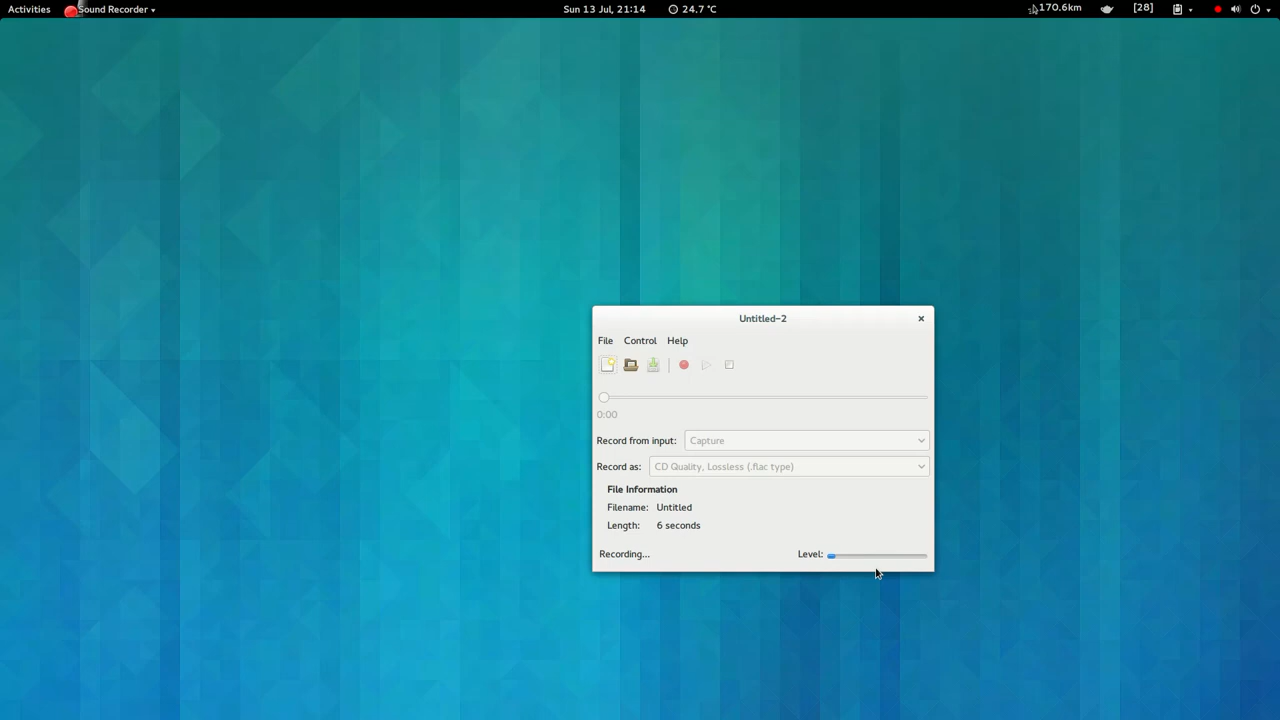 Activities Sound Recorder Sun 13 Jul, 21:14 24.7 °C 170.6km [28]
Untitled-2
File Control Help
0:00
Record from input: Capture
Record as: CD Quality, Lossless (.flac type)
File Information
Filename: Untitled
Length: 6 seconds
Recording... Level: